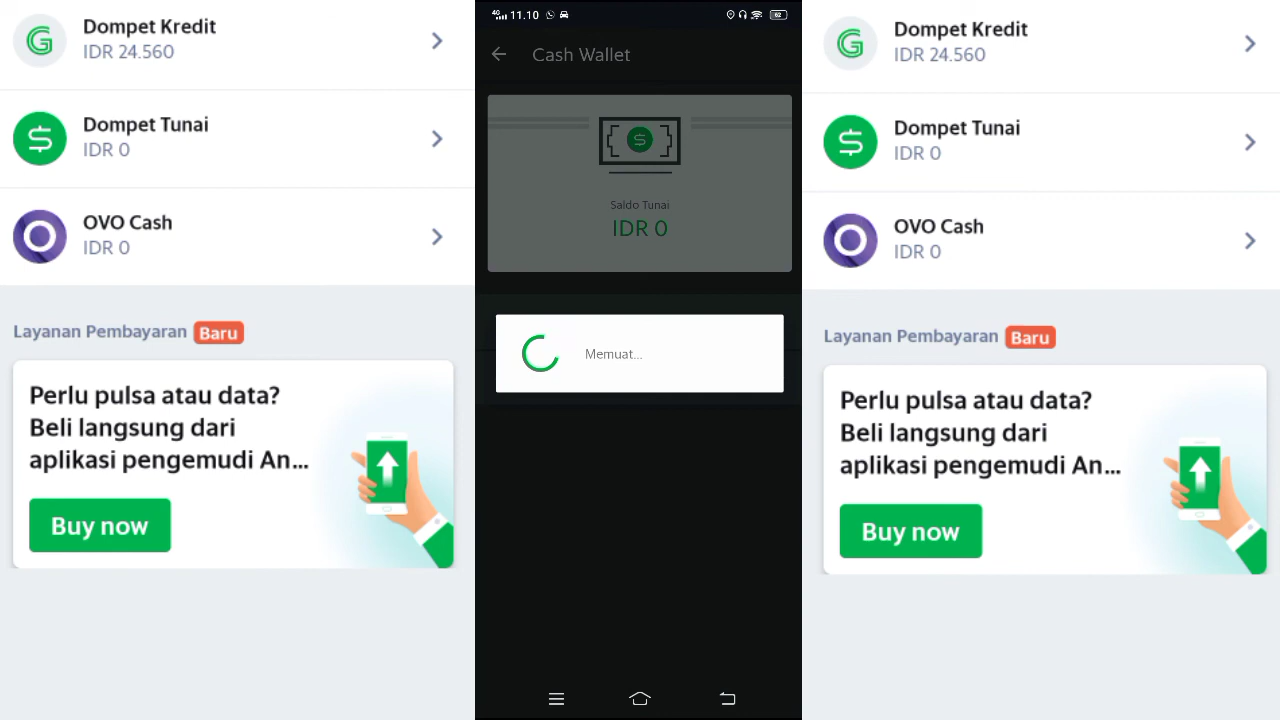 Dompet Kredit
IDR 24.560
Dompet Tunai
IDR 0
OVO Cash
IDR 0
Layanan Pembayaran Baru
Perlu pulsa atau data?
Beli langsung dari
aplikasi pengemudi An...
Buy now
4G 11.10 62
Cash Wallet
Saldo Tunai
IDR 0
Memuat...
Dompet Kredit
IDR 24.560
Dompet Tunai
IDR 0
OVO Cash
IDR 0
Layanan Pembayaran Baru
Perlu pulsa atau data?
Beli langsung dari
aplikasi pengemudi An...
Buy now